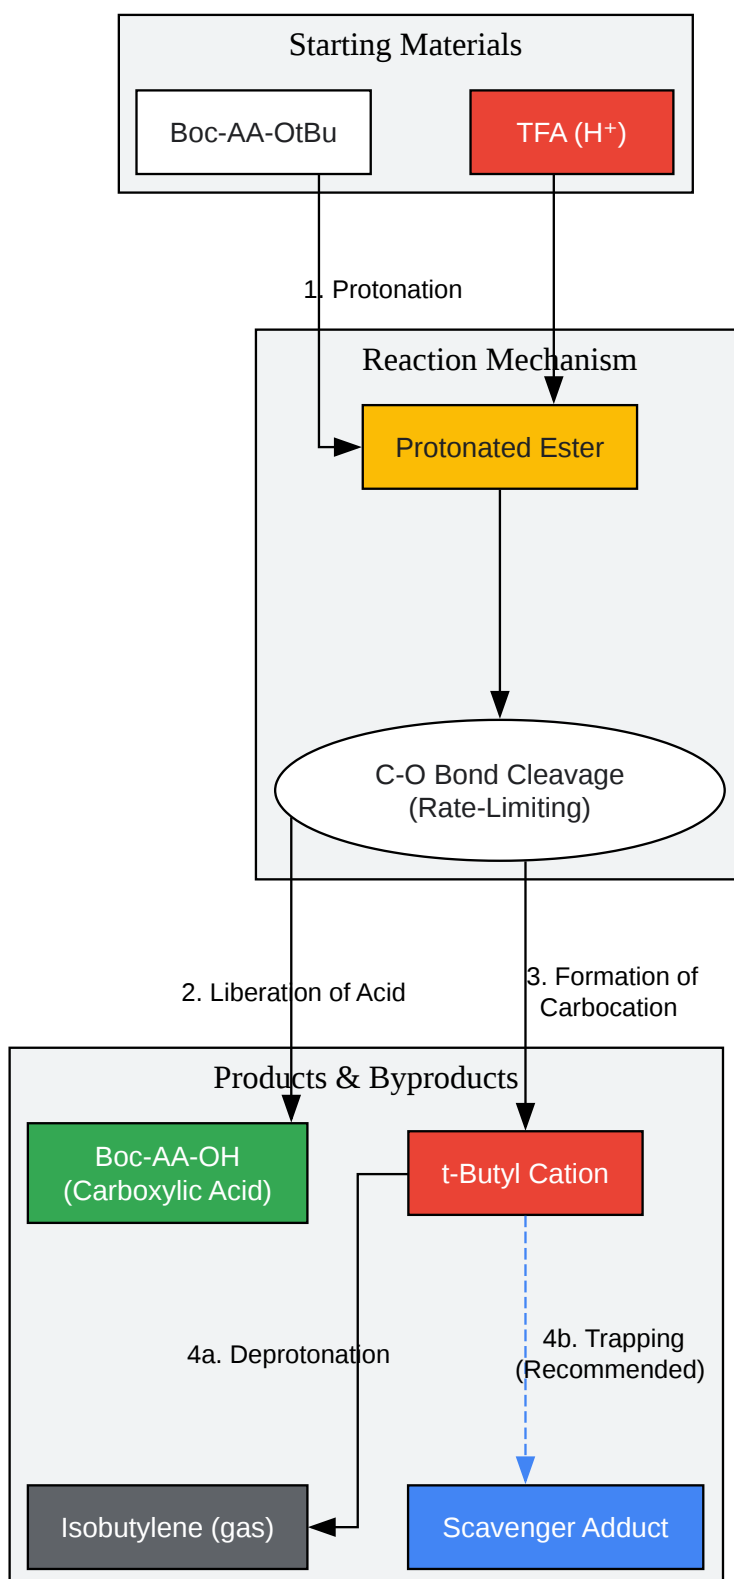 Starting Materials
Boc-AA-OtBu
TFA (H⁺)
1. Protonation
Reaction Mechanism
Protonated Ester
C-O Bond Cleavage
(Rate-Limiting)
2. Liberation of Acid
3. Formation of
Carbocation
Products & Byproducts
Boc-AA-OH
(Carboxylic Acid)
t-Butyl Cation
4a. Deprotonation
4b. Trapping
(Recommended)
Isobutylene (gas)
Scavenger Adduct